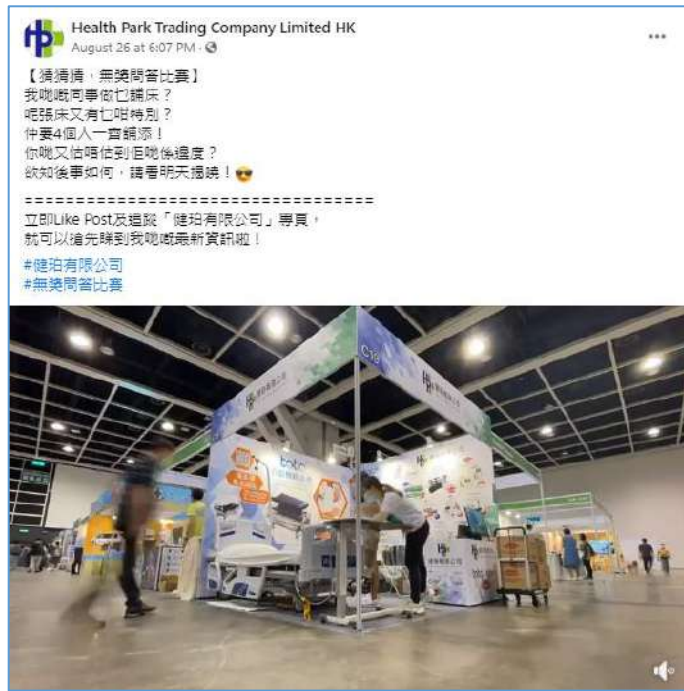 Health Park Trading Company Limited HK
August 26 at 6:07 PM ·
【猜猜猜，無獎問答比賽】
我哋嘅同事做乜舖床？
呢張床又有乜咁特別？
仲要4個人一齊舖添！
你哋又估唔估到佢哋係邊度？
欲知後事如何，請看明天揭曉！😎
==================================
立即Like Post及追蹤「健珀有限公司」專頁，
就可以搶先睇到我哋嘅最新資訊啦！
#健珀有限公司
#無獎問答比賽
C19